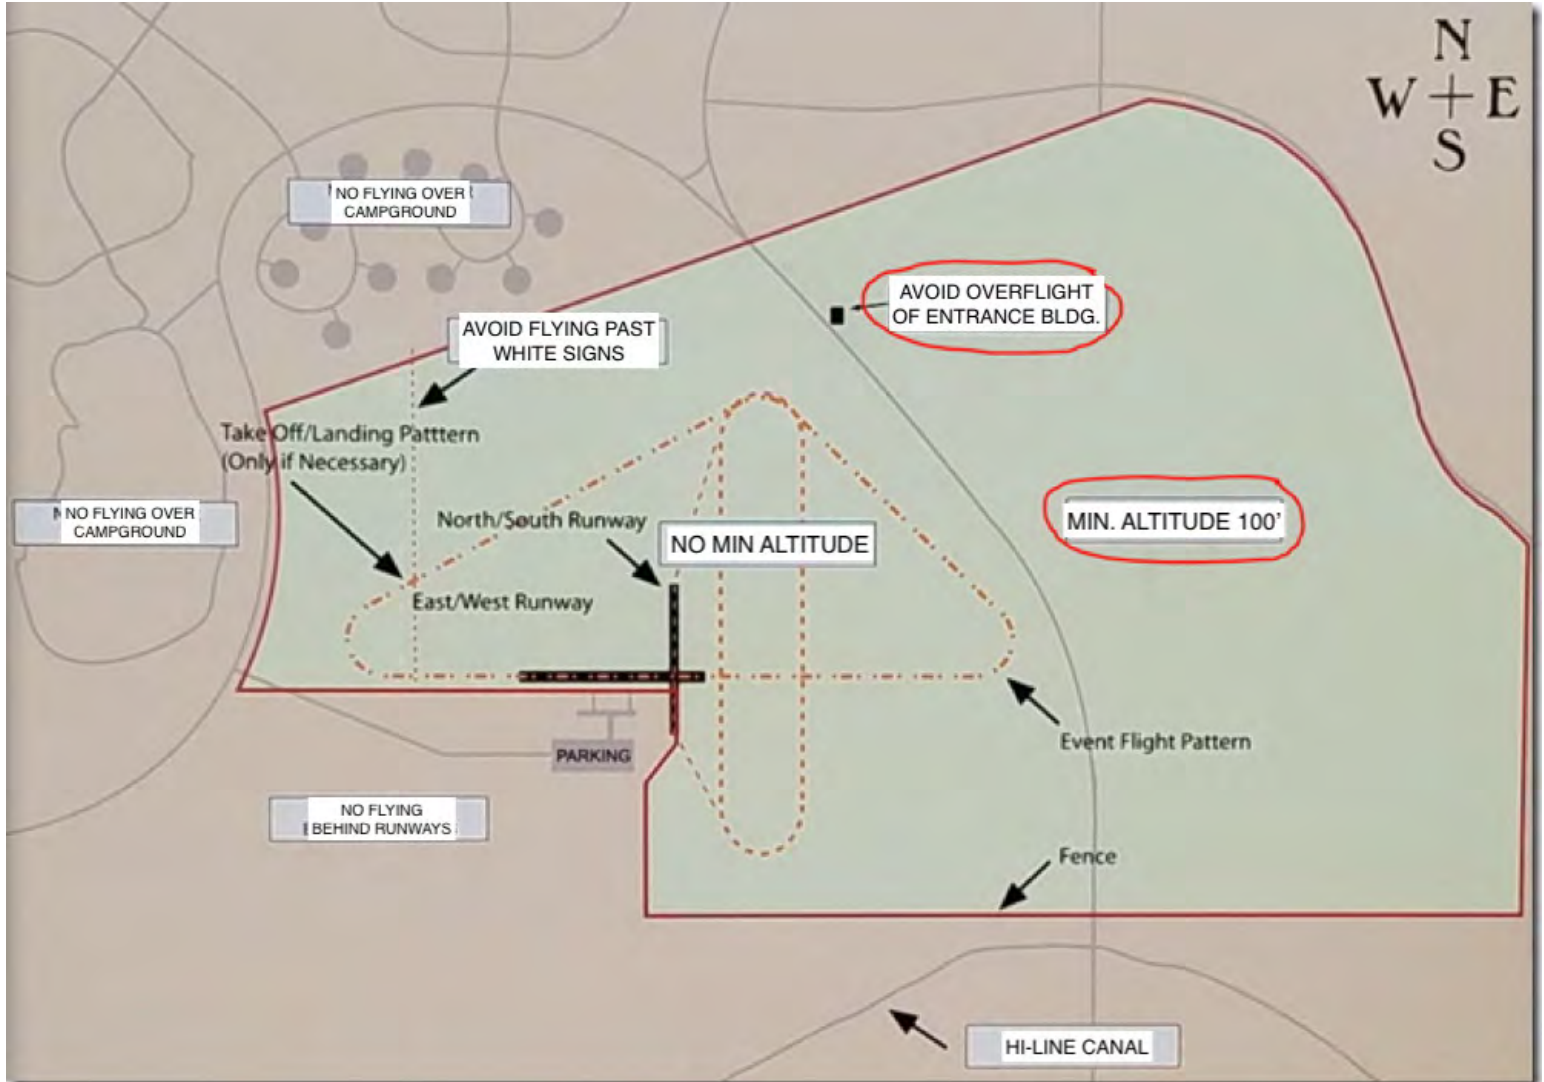 N
W E
S
NO FLYING OVER
CAMPGROUND
AVOID OVERFLIGHT
OF ENTRANCE BLDG.
AVOID FLYING PAST
WHITE SIGNS
Take Off/Landing Patttern
(Only if Necessary)
NO FLYING OVER
CAMPGROUND
North/South Runway
MIN. ALTITUDE 100'
NO MIN ALTITUDE
East/West Runway
Event Flight Pattern
PARKING
NO FLYING
BEHIND RUNWAYS
Fence
HI-LINE CANAL